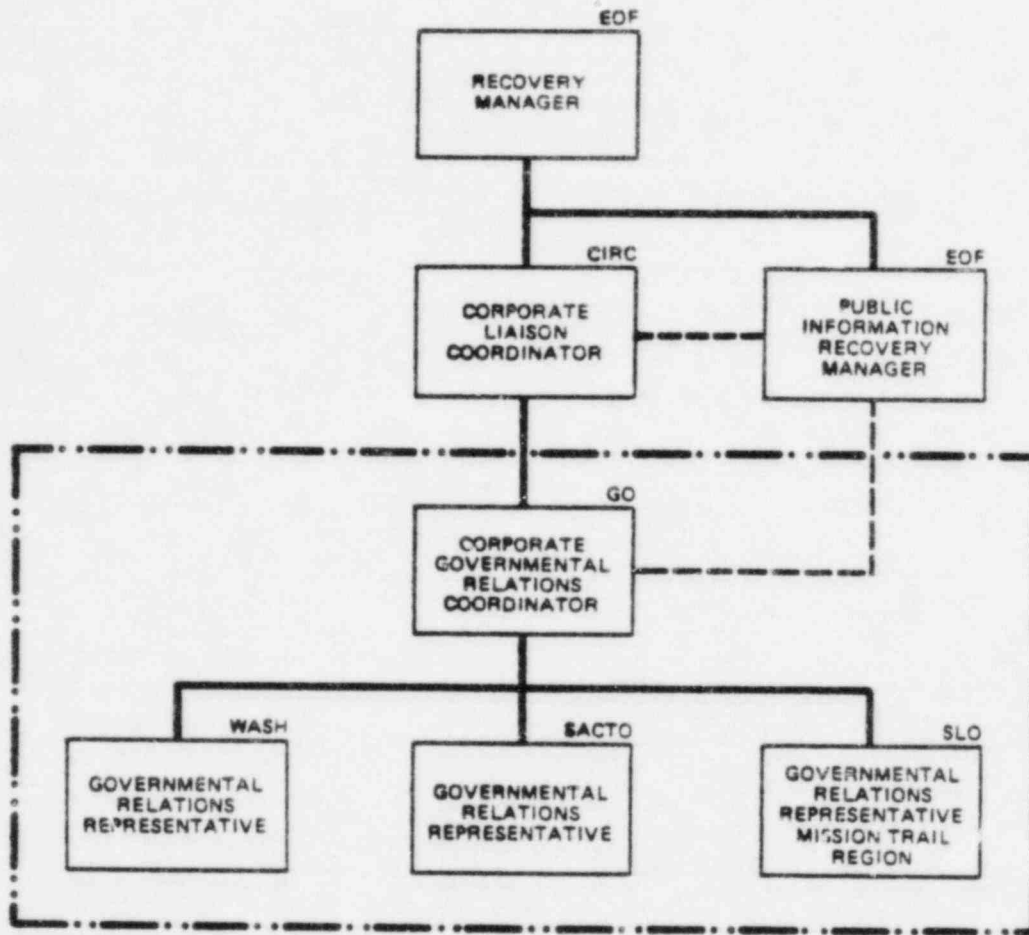 EOF
RECOVERY
MANAGER
CIRC
CORPORATE
LIAISON
COORDINATOR
EOF
PUBLIC
INFORMATION
RECOVERY
MANAGER
GO
CORPORATE
GOVERNMENTAL
RELATIONS
COORDINATOR
WASH
GOVERNMENTAL
RELATIONS
REPRESENTATIVE
SACTO
GOVERNMENTAL
RELATIONS
REPRESENTATIVE
SLO
GOVERNMENTAL
RELATIONS
REPRESENTATIVE
MISSION TRAIL
REGION